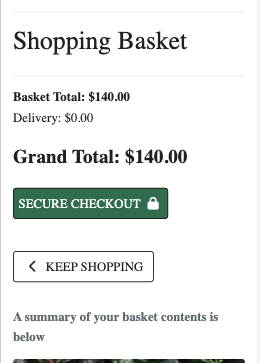 Shopping Basket
Basket Total: $140.00
Delivery: $0.00
Grand Total: $140.00
SECURE CHECKOUT
KEEP SHOPPING
A summary of your basket contents is
below